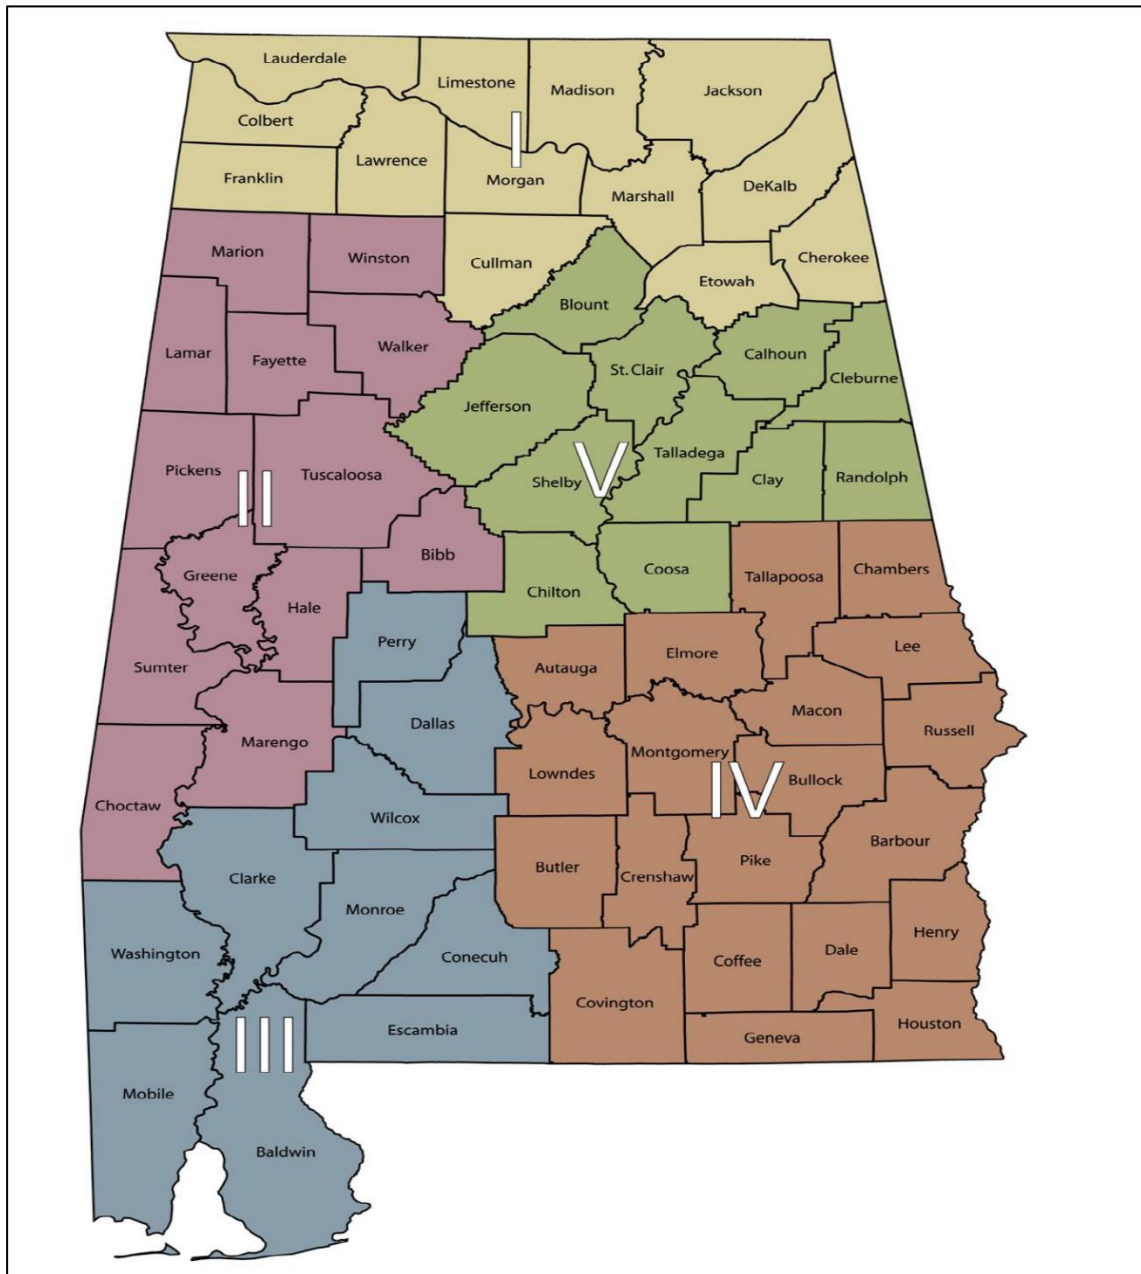 Lauderdale
Limestone
Madison
Jackson
Colbert
I
Lawrence
Franklin
Morgan
Marshall
DeKalb
Marion
Winston
Cullman
Cherokee
Etowah
Blount
Lamar
Fayette
Walker
St. Clair
Calhoun
Cleburne
Jefferson
Pickens
Tuscaloosa
II
Shelby
V
Talladega
Clay
Randolph
Bibb
Greene
Hale
Chilton
Coosa
Tallapoosa
Chambers
Perry
Sumter
Autauga
Elmore
Lee
Dallas
Macon
Marengo
Montgomery
Russell
Lowndes
IV
Bullock
Choctaw
Wilcox
Barbour
Butler
Crenshaw
Pike
Clarke
Monroe
Henry
Washington
Conecuh
Coffee
Dale
Covington
III
Escambia
Geneva
Houston
Mobile
Baldwin